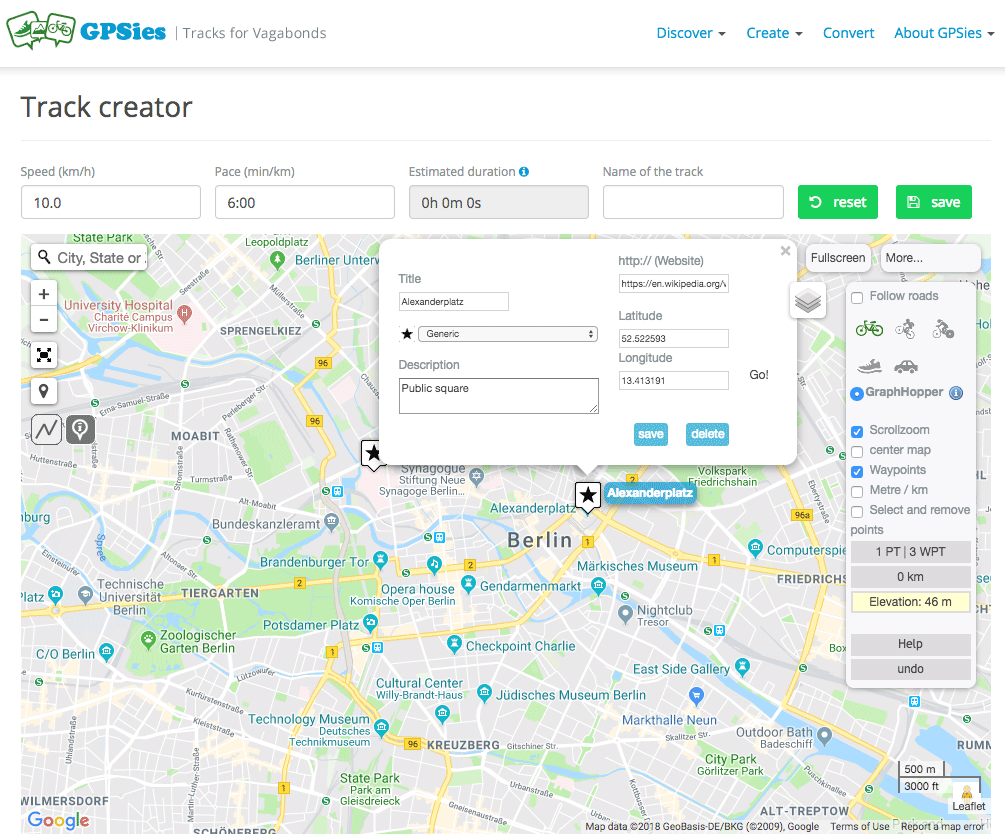 GPSies | Tracks for Vagabonds
Discover
Create
Convert
About GPSies
Track creator
Speed (km/h)
Pace (min/km)
Estimated duration
Name of the track
10.0
6:00
0h 0m 0s
reset
save
City, State or
+
−
Title
Alexanderplatz
Generic
Description
Public square
http:// (Website)
https://en.wikipedia.org/
Latitude
52.522593
Longitude
13.413191
Go!
save
delete
×
Fullscreen
More...
Follow roads
GraphHopper
Scrollzoom
center map
Waypoints
Metre / km
Select and remove
points
1 PT | 3 WPT
0 km
Elevation: 46 m
Help
undo
State Park
Leopoldplatz
Berliner Unterw
University Hospital
Charité Campus
Virchow-Klinikum
SPRENGELKIEZ
96
96
MOABIT
Huttenstraße
Turmstraße
Alt-Moabit
Bundeskanzleramt
Synagogue
Stiftung Neue
Synagoge Berlin...
Alexanderplatz
Alexanderplatz
Volkspark
Friedrichshain
2
96a
Berlin
1
Brandenburger Tor
2
1
Computerspie
Märkisches Museum
FRIEDRICHS
Spree
Technische
Universität
Berlin
TIERGARTEN
2
Opera house
Komische Oper Berlin
Gendarmenmarkt
Nightclub
Tresor
Potsdamer Platz
Zoologischer
Garten Berlin
C/O Berlin
1
Checkpoint Charlie
East Side Gallery
Cultural Center
Willy-Brandt-Haus
Jüdisches Museum Berlin
Technology Museum
Deutsches
Technikmuseum
Markthalle Neun
Skalitzer Str.
96
KREUZBERG
Gitschiner Str.
Outdoor Bath
Badeschiff
RUMM
City Park
Görlitzer Park
State Park
Park am
Gleisdreieck
1
WILMERSDORF
SCHÖNEBERG
ALT-TREPTOW
500 m
3000 ft
Leaflet
Google
Map data ©2018 GeoBasis-DE/BKG (©2009), Google
Terms of Use
Report a map error